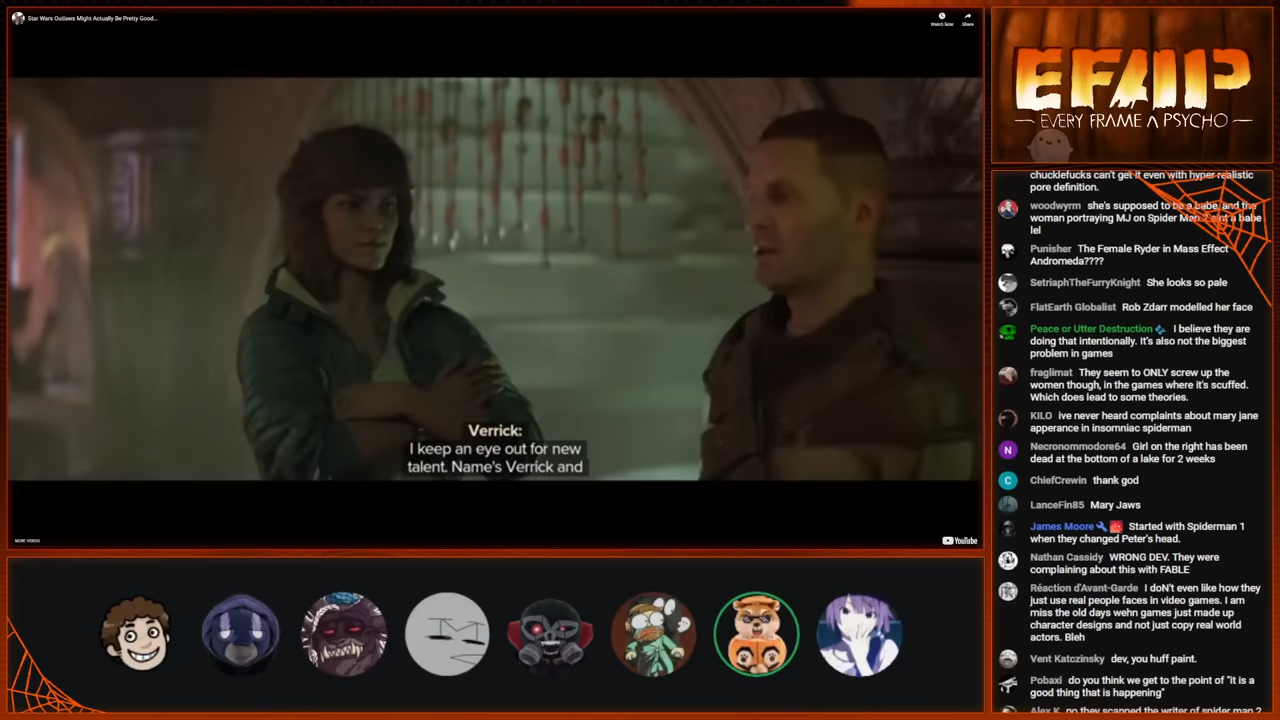 Star Wars Outlaws Might Actually Be Pretty Good...
Watch later
Share
Verrick:
I keep an eye out for new
talent. Name's Verrick and
MORE VIDEOS
YouTube
EFAP
EVERY FRAME A PSYCHO
chucklefucks can't get it even with hyper realistic
pore definition.
woodwyrm she's supposed to be a babe, and the
woman portraying MJ on Spider Man 2 aint a babe
lel
Punisher The Female Ryder in Mass Effect
Andromeda????
SetriaphTheFurryKnight She looks so pale
FlatEarth Globalist Rob Zdarr modelled her face
Peace or Utter Destruction I believe they are
doing that intentionally. It's also not the biggest
problem in games
fraglimat They seem to ONLY screw up the
women though, in the games where it's scuffed.
Which does lead to some theories.
KILO ive never heard complaints about mary jane
apperance in insomniac spiderman
N
Necronommodore64 Girl on the right has been
dead at the bottom of a lake for 2 weeks
C
ChiefCrewin thank god
LanceFin85 Mary Jaws
James Moore Started with Spiderman 1
when they changed Peter's head.
Nathan Cassidy WRONG DEV. They were
complaining about this with FABLE
Réaction d'Avant-Garde I doN't even like how they
just use real people faces in video games. I am
miss the old days wehn games just made up
character designs and not just copy real world
actors. Bleh
Vent Katczinsky dev, you huff paint.
Pobaxi do you think we get to the point of "it is a
good thing that is happening"
Alex K no they scanned the writer of spider man 2